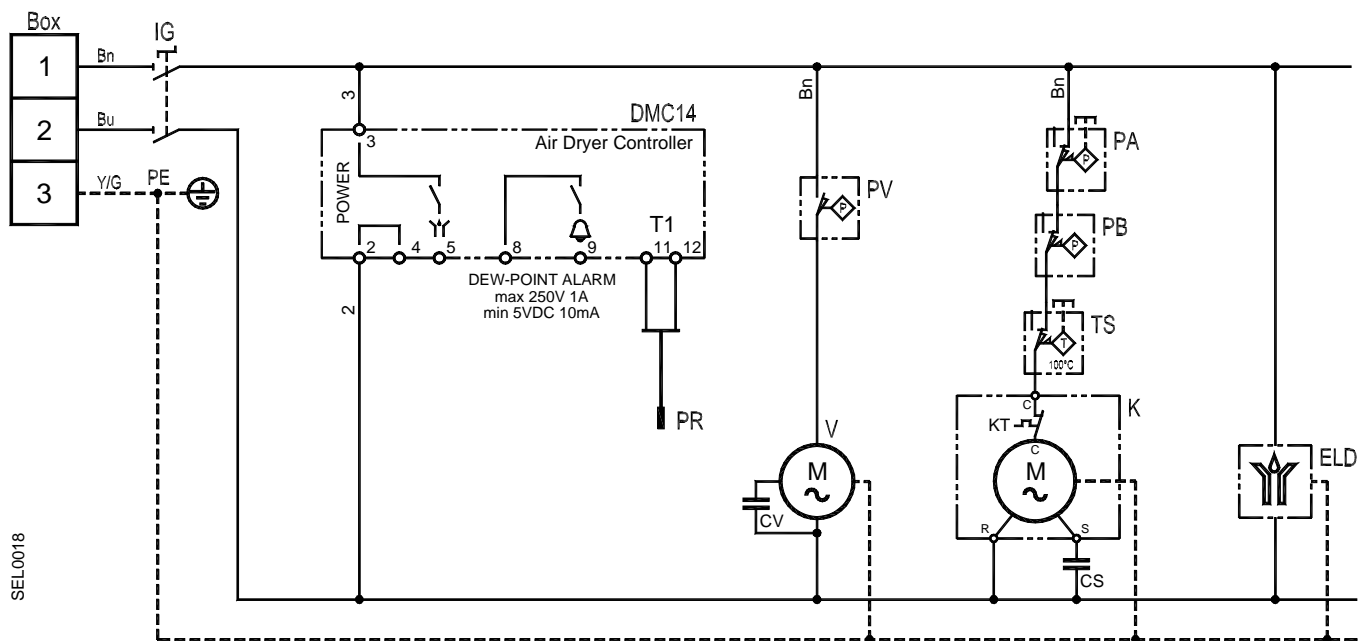 Box
IG
1
Bn
2
Bu
3
Y/G
PE
3
DMC14
3
Air Dryer Controller
POWER
T1
2
4
5
8
9
11
12
DEW-POINT ALARM
max 250V 1A
min 5VDC 10mA
2
PR
Bn
PV
P
V
M
CV
Bn
PA
P
PB
P
TS
T
100°C
C
K
KT
C
M
R
S
CS
ELD
SEL0018